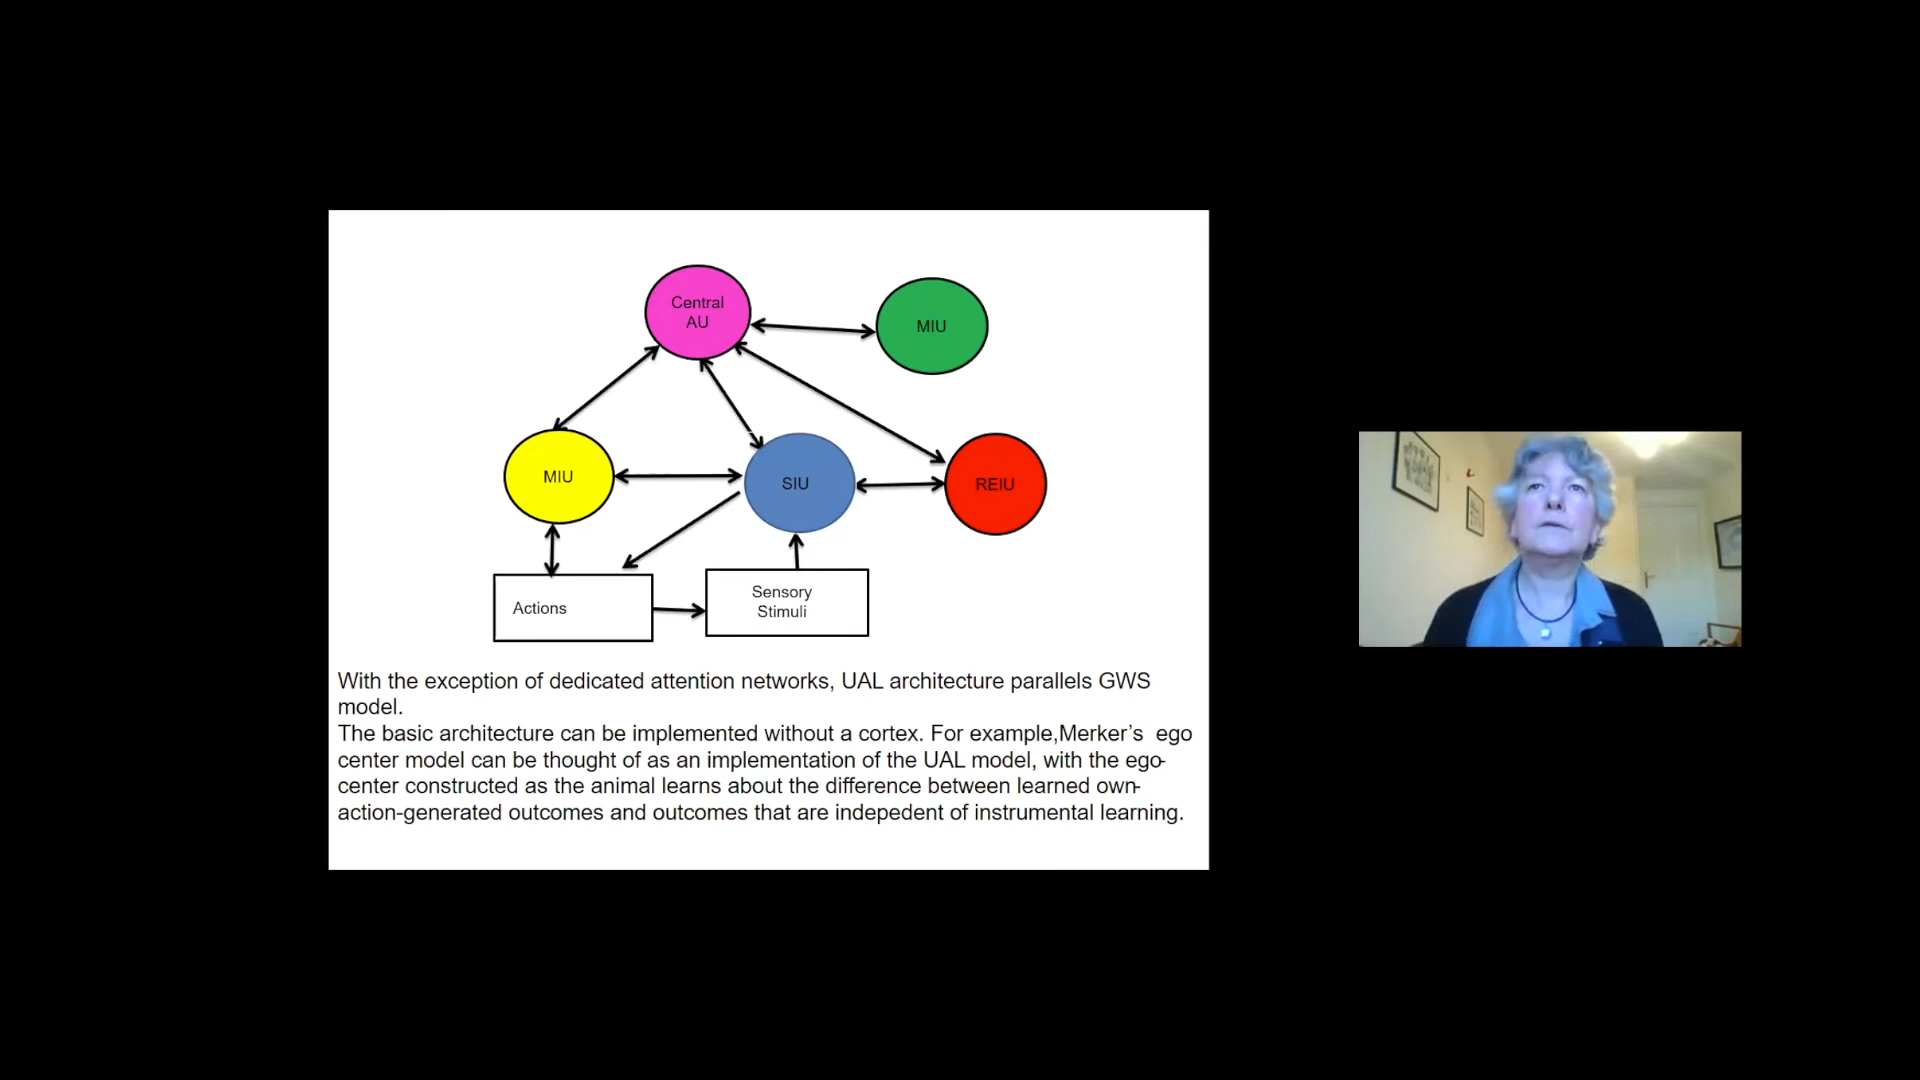 Central
AU
MIU
MIU
SIU
REIU
Actions
Sensory
Stimuli
With the exception of dedicated attention networks, UAL architecture parallels GWS
model.
The basic architecture can be implemented without a cortex. For example,Merker’s ego
center model can be thought of as an implementation of the UAL model, with the ego-
center constructed as the animal learns about the difference between learned own-
action-generated outcomes and outcomes that are indepedent of instrumental learning.